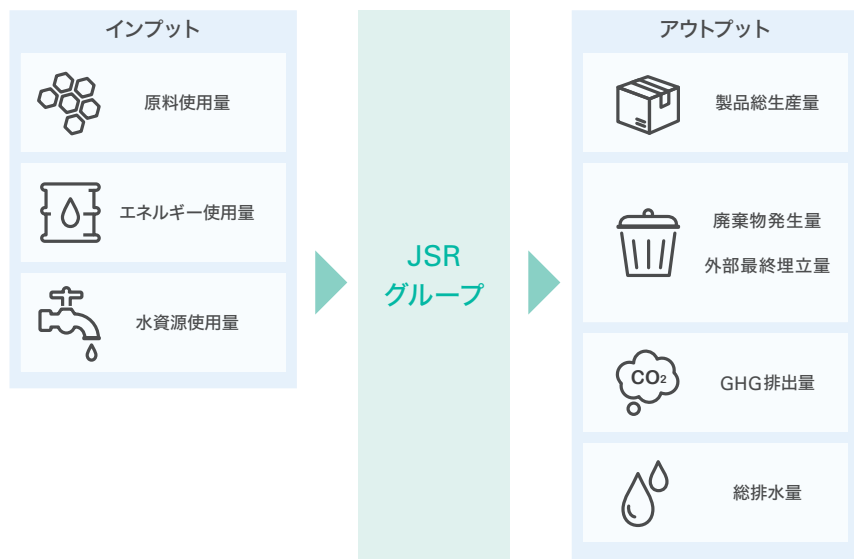 インプット
原料使用量
エネルギー使用量
水資源使用量
JSR
グループ
アウトプット
製品総生産量
廃棄物発生量
外部最終埋立量
CO₂
GHG排出量
総排水量